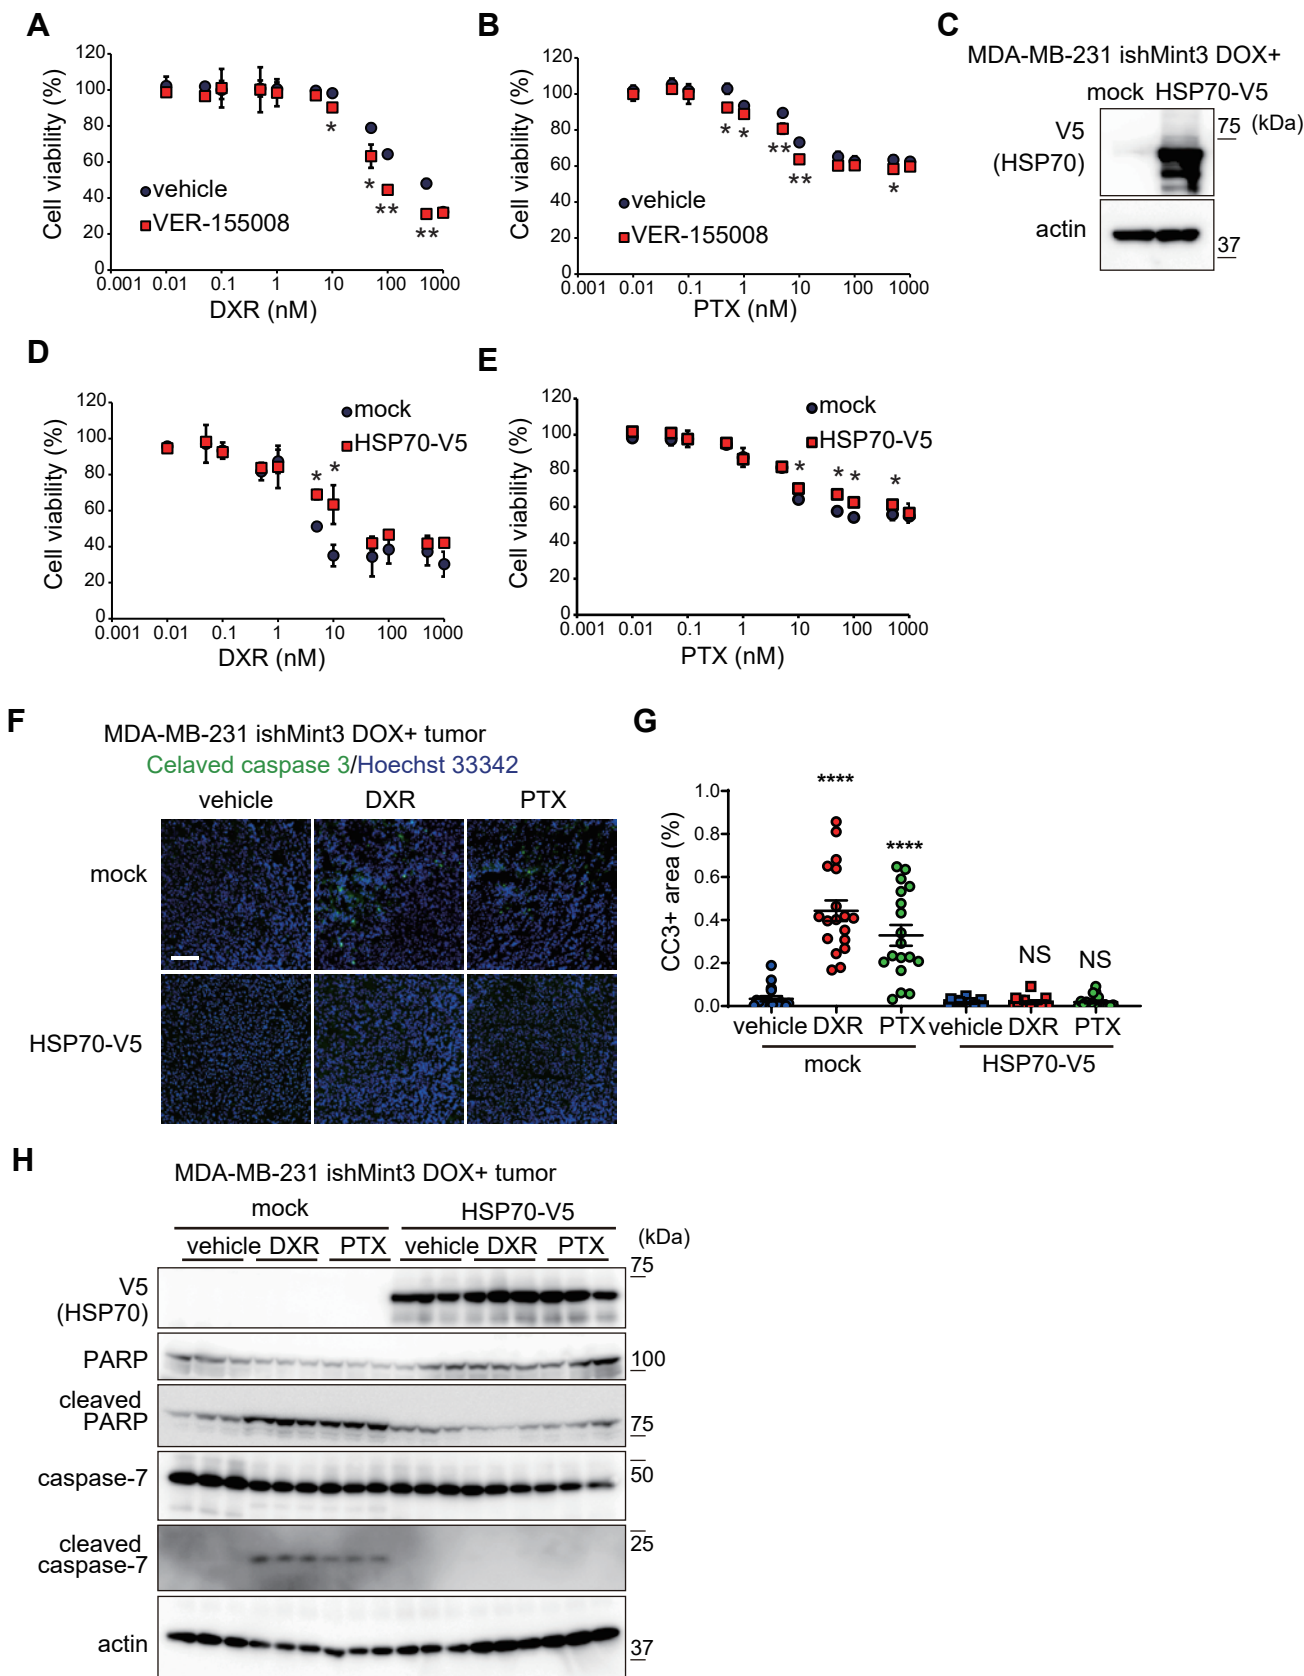 A
120
100
80
60
40
20
0
Cell viability (%)
vehicle
VER-155008
*
*
**
**
0.001 0.01 0.1 1 10 100 1000
DXR (nM)
B
120
100
80
60
40
20
0
Cell viability (%)
vehicle
VER-155008
*
*
**
**
*
0.001 0.01 0.1 1 10 100 1000
PTX (nM)
C
MDA-MB-231 ishMint3 DOX+
mock HSP70-V5
V5
(HSP70)
75 (kDa)
actin
37
D
120
100
80
60
40
20
0
Cell viability (%)
mock
HSP70-V5
* *
0.001 0.01 0.1 1 10 100 1000
DXR (nM)
E
120
100
80
60
40
20
0
Cell viability (%)
mock
HSP70-V5
* * * *
0.001 0.01 0.1 1 10 100 1000
PTX (nM)
F
MDA-MB-231 ishMint3 DOX+ tumor
Celaved caspase 3/Hoechst 33342
vehicle DXR PTX
mock
HSP70-V5
G
1.0
0.8
0.6
0.4
0.2
0.0
CC3+ area (%)
****
****
NS NS
vehicle DXR PTX vehicle DXR PTX
mock HSP70-V5
H
MDA-MB-231 ishMint3 DOX+ tumor
mock HSP70-V5
vehicle DXR PTX vehicle DXR PTX (kDa)
V5
(HSP70)
75
PARP
100
cleaved
PARP
75
caspase-7
50
cleaved
caspase-7
25
actin
37